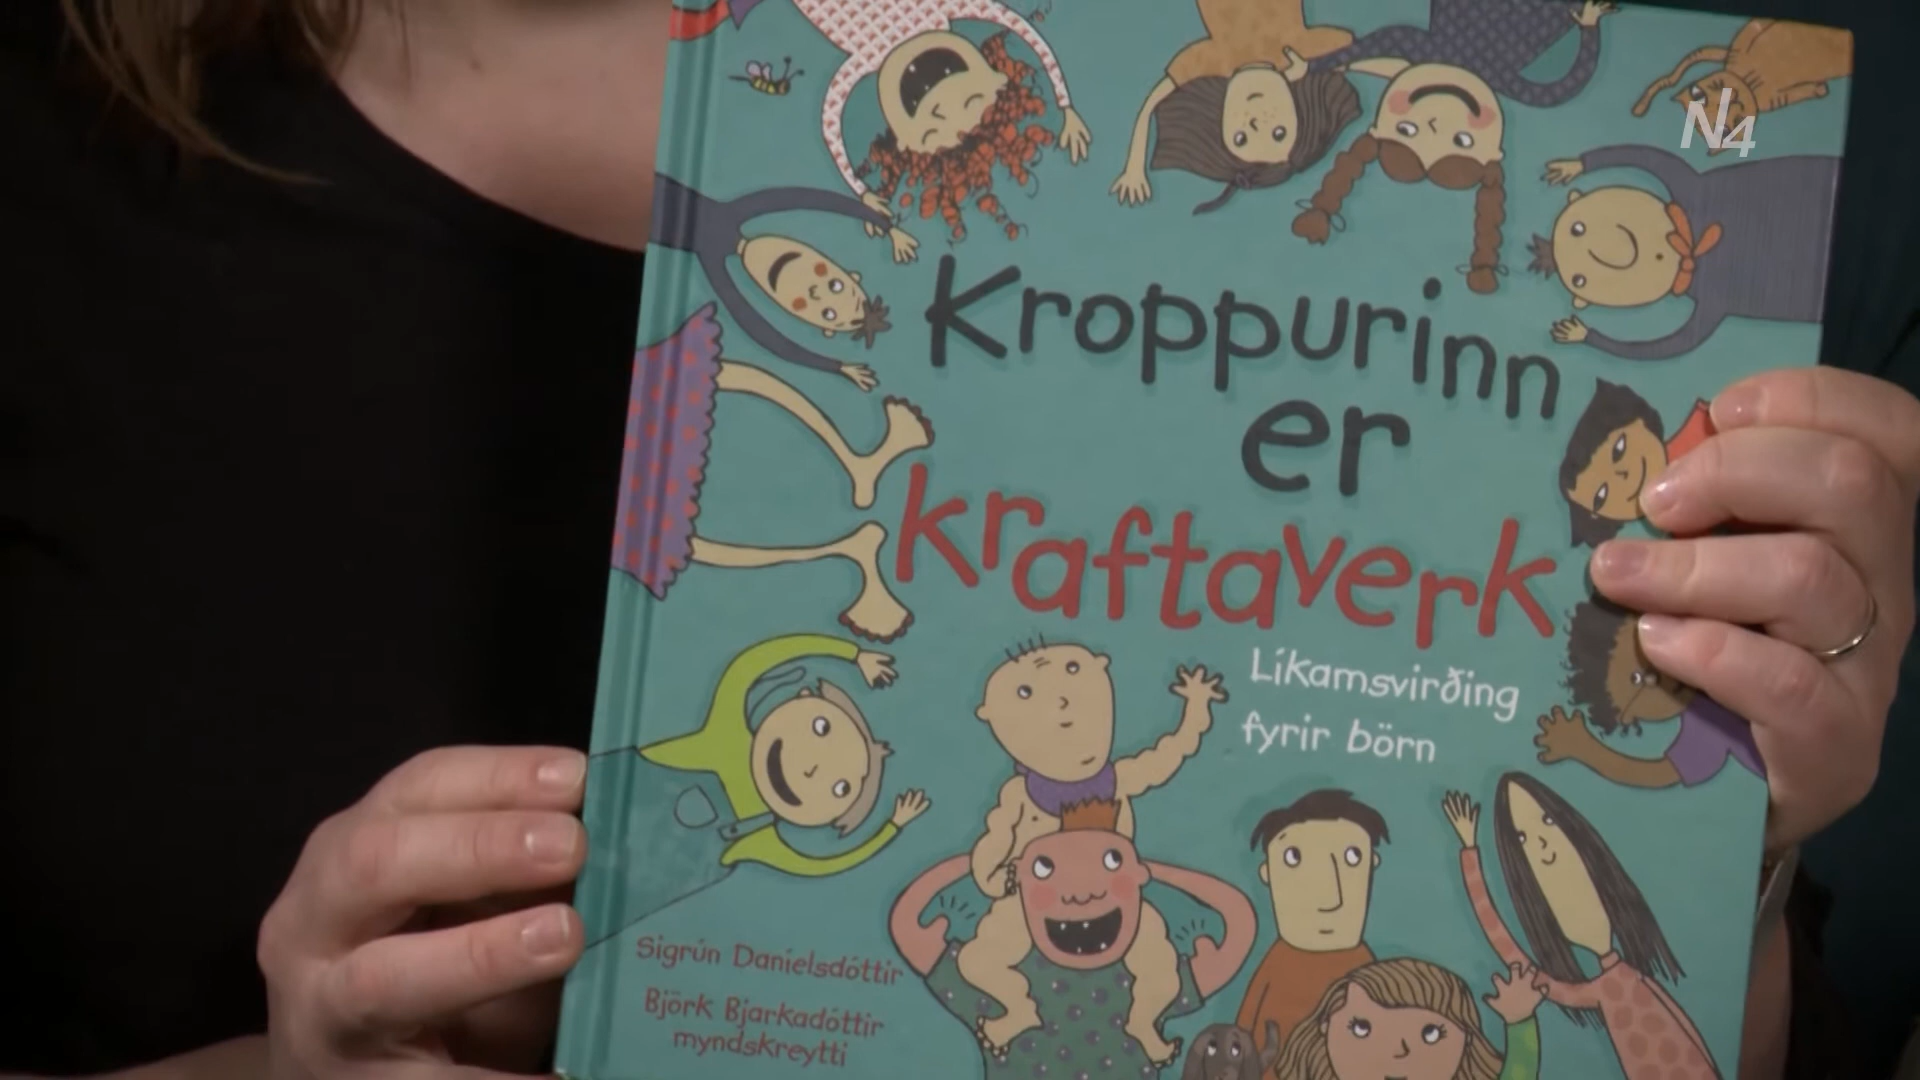 N4
Kroppurinn
er
kraftaverk
Líkamsvirðing
fyrir börn
Sigrún Daníelsdóttir
Björk Bjarkadóttir
myndskreytti